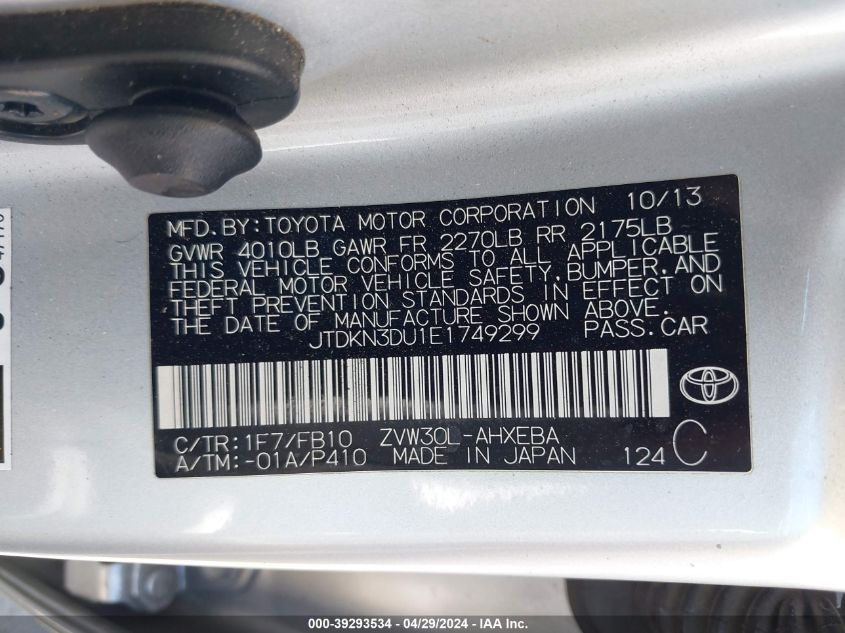 MFD.BY:TOYOTA MOTOR CORPORATION 10/13
GVWR 4010LB GAWR FR 2270LB RR 2175LB
THIS VEHICLE CONFORMS TO ALL APPLICABLE
FEDERAL MOTOR VEHICLE SAFETY,BUMPER,AND
THEFT PREVENTION STANDARDS IN EFFECT ON
THE DATE OF MANUFACTURE SHOWN ABOVE.
JTDKN3DU1E1749299 PASS.CAR
C/TR:1F7/FB10 ZVW30L-AHXEBA
A/TM:-01A/P410 MADE IN JAPAN 124 C
000-39293534 04/29/2024 - IAA Inc.